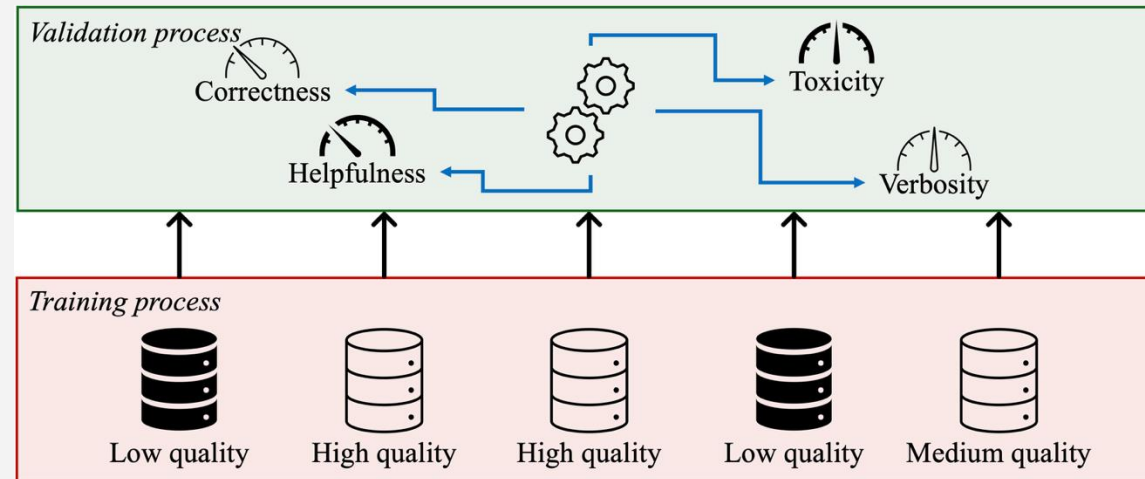 Validation process
Correctness
Toxicity
Helpfulness
Verbosity
Training process
Low quality
High quality
High quality
Low quality
Medium quality